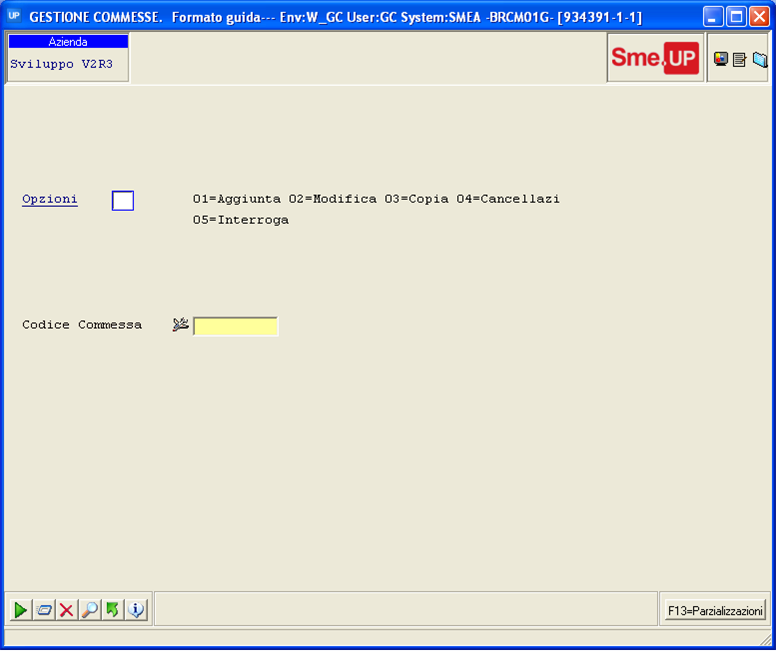 UP GESTIONE COMMESSE. Formato guida--- Env:W_GC User:GC System:SMEA -BRCM01G- [934391-1-1]
Azienda
Sviluppo V2R3
Sme.UP
Opzioni
01=Aggiunta 02=Modifica 03=Copia 04=Cancellazi
05=Interroga
Codice Commessa
F13=Parzializzazioni